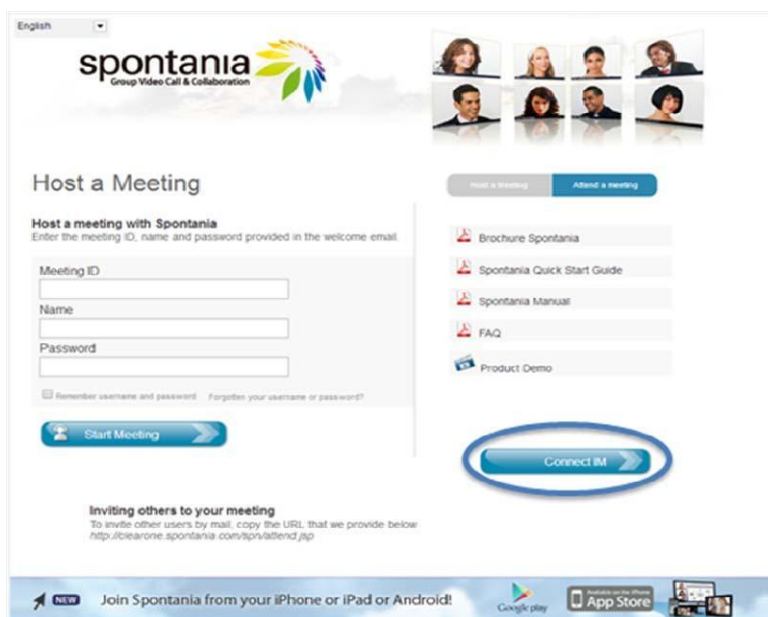 English
spontania
Group Video Call & Collaboration
Host a Meeting
Host a Meeting
Attend a meeting
Host a meeting with Spontania
Enter the meeting ID, name and password provided in the welcome email.
Meeting ID
Name
Password
Remember username and password
Forgotten your username or password?
Start Meeting
Brochure Spontania
Spontania Quick Start Guide
Spontania Manual
FAQ
Product Demo
Connect IM
Inviting others to your meeting
To invite other users by mail, copy the URL that we provide below
http://clearone.spontania.com/spn/attend.jsp
NEW
Join Spontania from your iPhone or iPad or Android!
Google play
Available on the iPhone
App Store